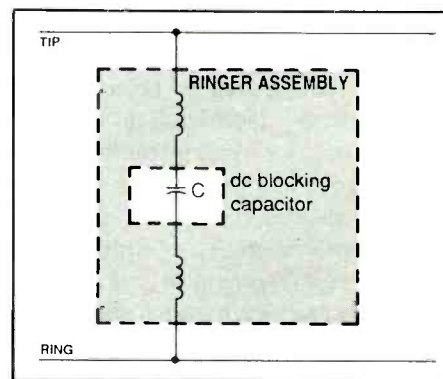 TIP
RINGER ASSEMBLY
C
dc blocking
capacitor
RING